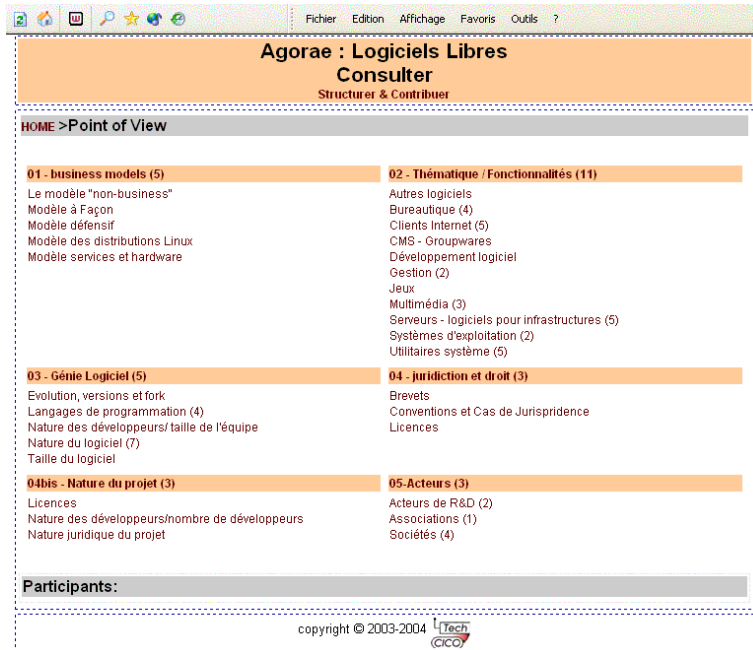 Fichier Edition Affichage Favoris Outils ?
Agorae : Logiciels Libres
Consulter
Structurer & Contribuer
HOME >Point of View
01 - business models (5)
Le modèle "non-business"
Modèle à Façon
Modèle défensif
Modèle des distributions Linux
Modèle services et hardware
02 - Thématique / Fonctionnalités (11)
Autres logiciels
Bureautique (4)
Clients Internet (5)
CMS - Groupwares
Développement logiciel
Gestion (2)
Jeux
Multimédia (3)
Serveurs - logiciels pour infrastructures (5)
Systèmes d'exploitation (2)
Utilitaires système (5)
03 - Génie Logiciel (5)
Evolution, versions et fork
Langages de programmation (4)
Nature des développeurs/ taille de l'équipe
Nature du logiciel (7)
Taille du logiciel
04 - juridiction et droit (3)
Brevets
Conventions et Cas de Jurispridence
Licences
04bis - Nature du projet (3)
Licences
Nature des développeurs/nombre de développeurs
Nature juridique du projet
05-Acteurs (3)
Acteurs de R&D (2)
Associations (1)
Sociétés (4)
Participants:
copyright © 2003-2004 Tech
CICO